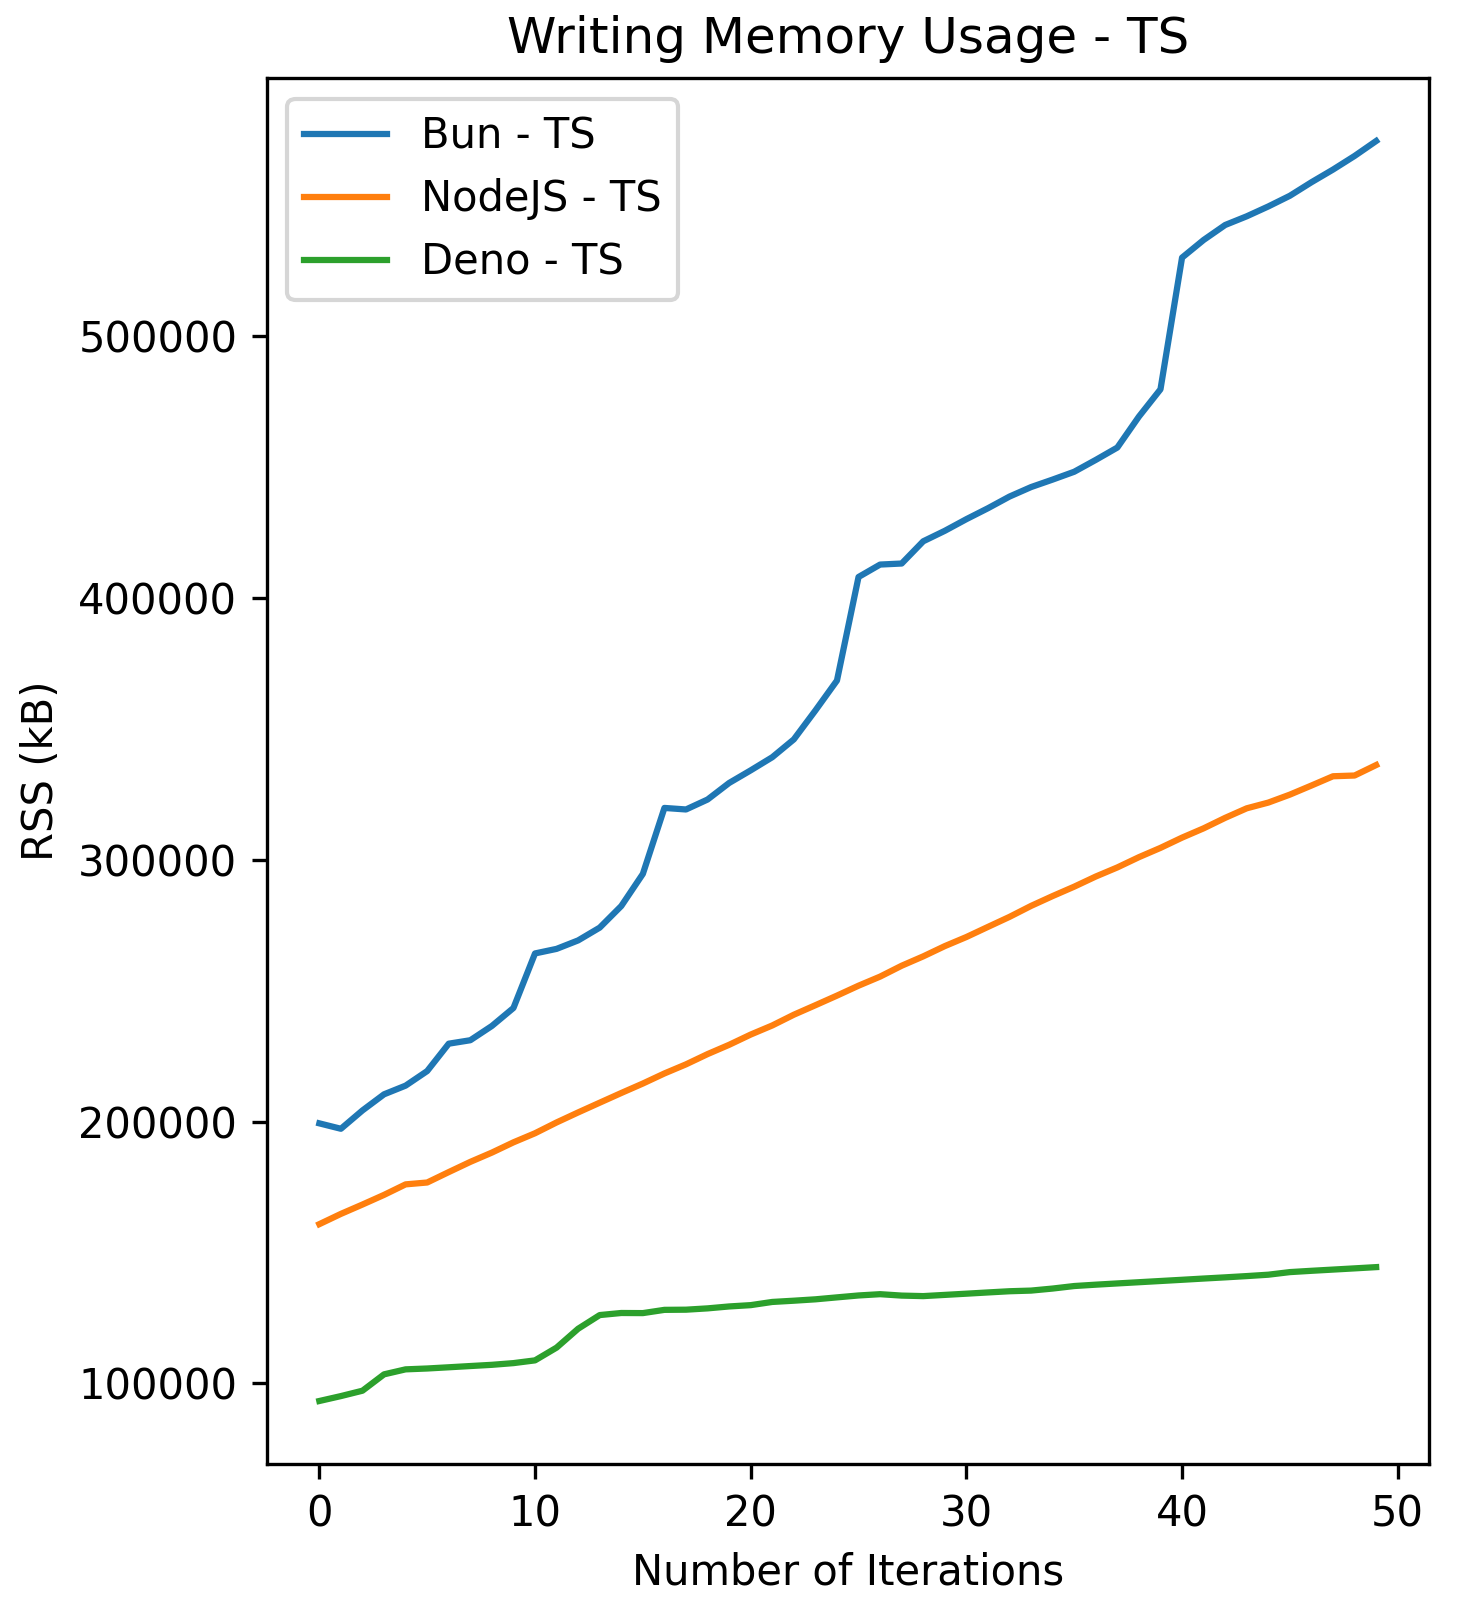 Writing Memory Usage - TS
Bun - TS
NodeJS - TS
Deno - TS
500000
400000
300000
200000
100000
RSS (kB)
0 10 20 30 40 50
Number of Iterations